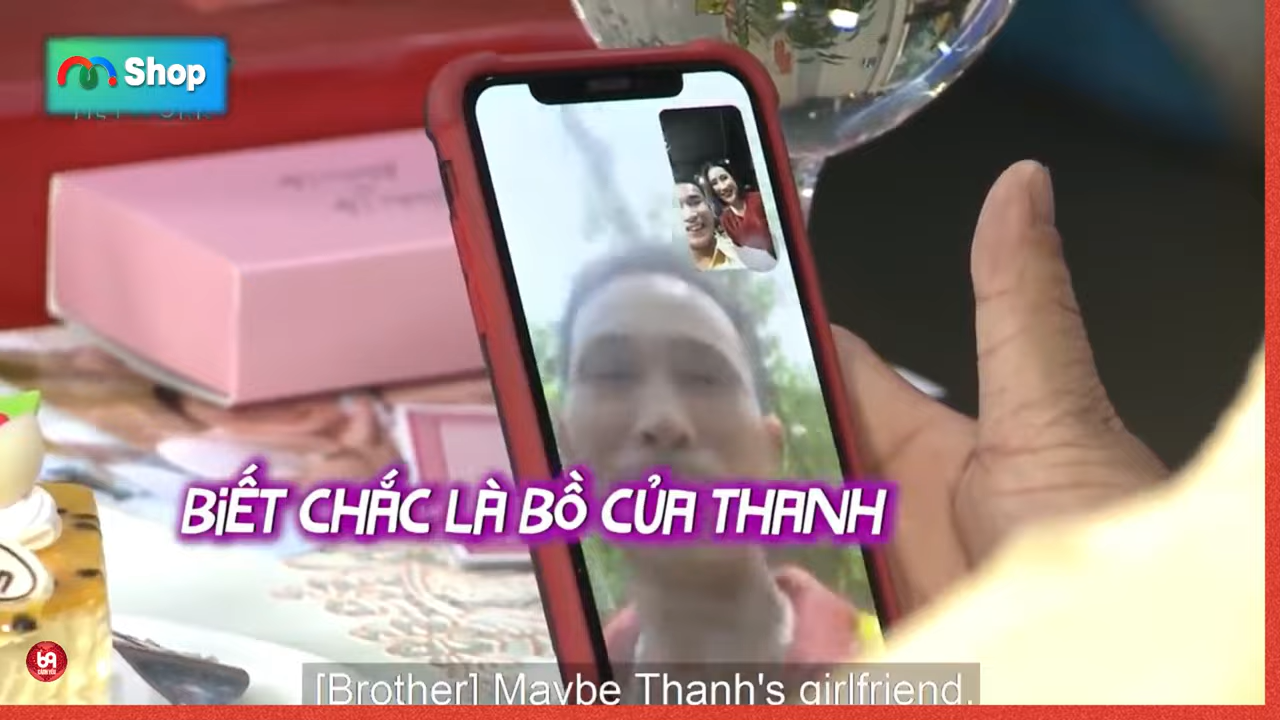 Shop
BIẾT CHẮC LÀ BỒ CỦA THANH
[Brother] Maybe Thanh's girlfriend.